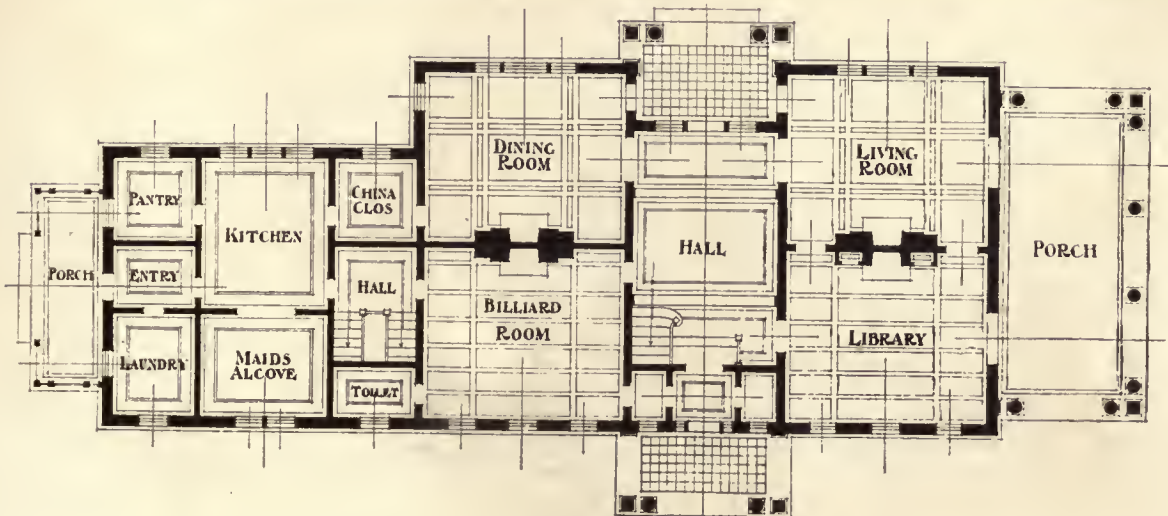 DINING
ROOM
LIVING
ROOM
PANTRY
KITCHEN
CHINA
CLOS
PORCH
ENTRY
HALL
HALL
PORCH
BILLIARD
ROOM
LIBRARY
LAUNDRY
MAIDS
ALCOVE
TOILET